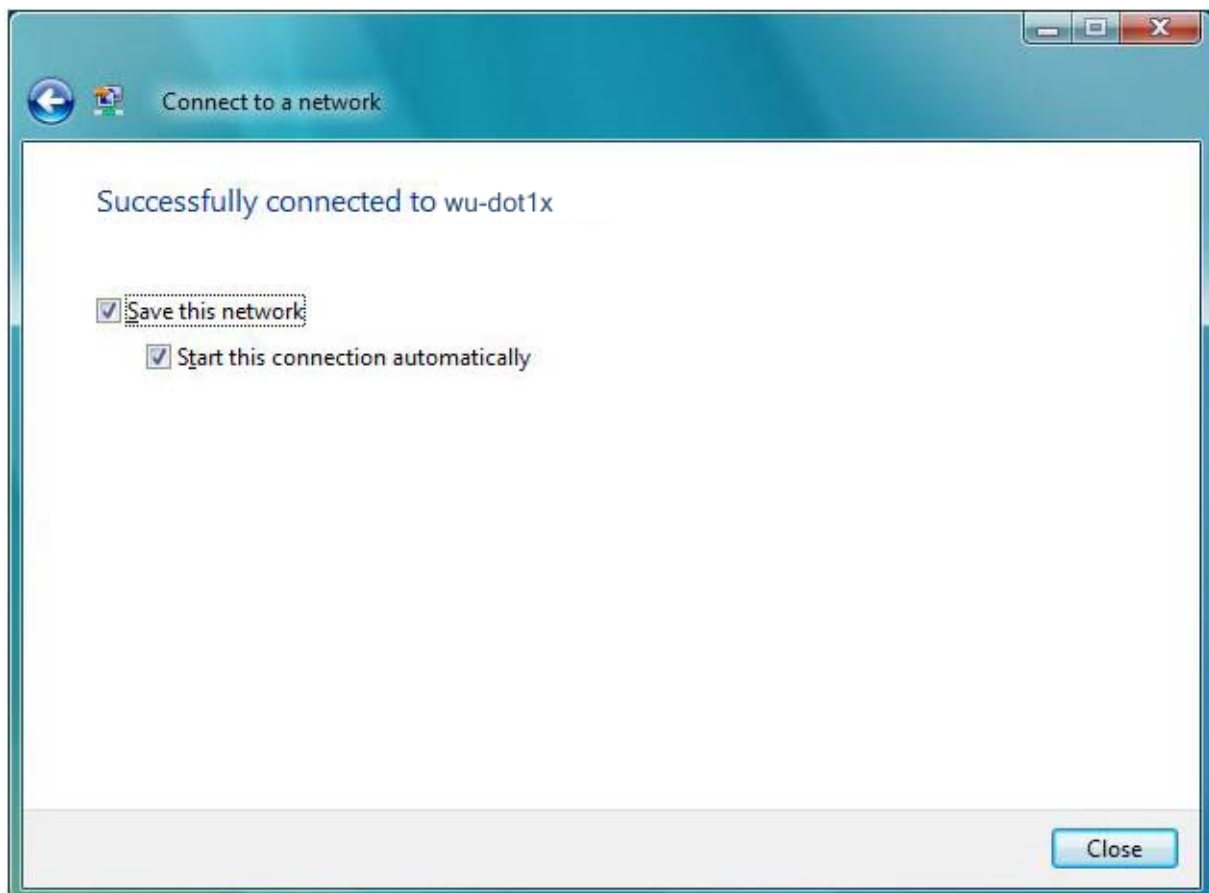 Connect to a network
Successfully connected to wu-dot1x
Save this network
Start this connection automatically
Close